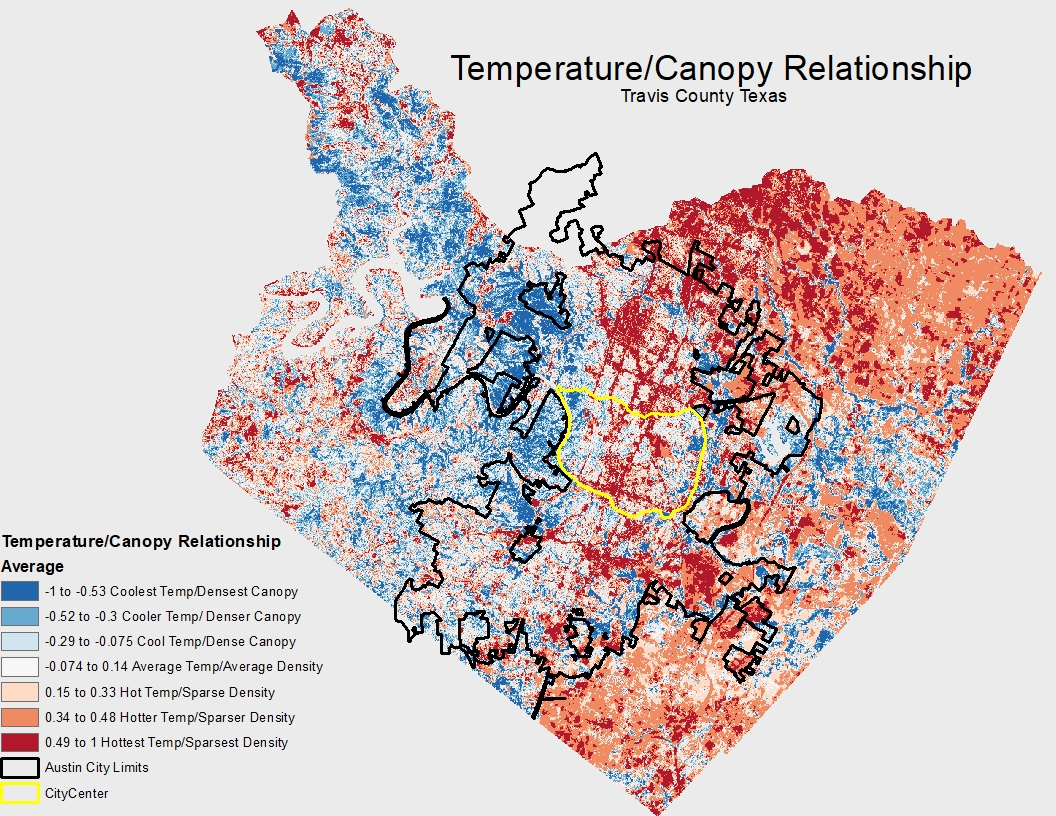 Temperature/Canopy Relationship
Travis County Texas
Temperature/Canopy Relationship
Average
-1 to -0.53 Coolest Temp/Densest Canopy
-0.52 to -0.3 Cooler Temp/ Denser Canopy
-0.29 to -0.075 Cool Temp/Dense Canopy
-0.074 to 0.14 Average Temp/Average Density
0.15 to 0.33 Hot Temp/Sparse Density
0.34 to 0.48 Hotter Temp/Sparser Density
0.49 to 1 Hottest Temp/Sparsest Density
Austin City Limits
CityCenter